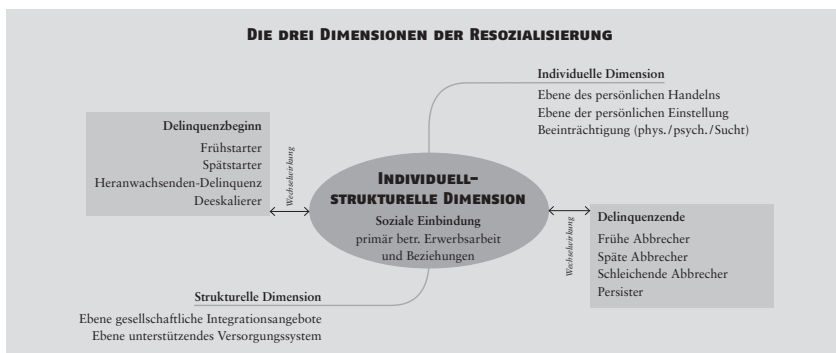 Die drei Dimensionen der Resozialisierung
Individuelle Dimension
Ebene des persönlichen Handelns
Ebene der persönlichen Einstellung
Beeinträchtigung (phys./psych./Sucht)
Delinquenzbeginn
Frühstarter
Spätstarter
Heranwachsenden-Delinquenz
Deeskalierer
Wechselwirkung
Individuell-
strukturelle Dimension
Soziale Einbindung
primär betr. Erwerbsarbeit
und Beziehungen
Wechselwirkung
Delinquenzende
Frühe Abbrecher
Späte Abbrecher
Schleichende Abbrecher
Persister
Strukturelle Dimension
Ebene gesellschaftliche Integrationsangebote
Ebene unterstützendes Versorgungssystem